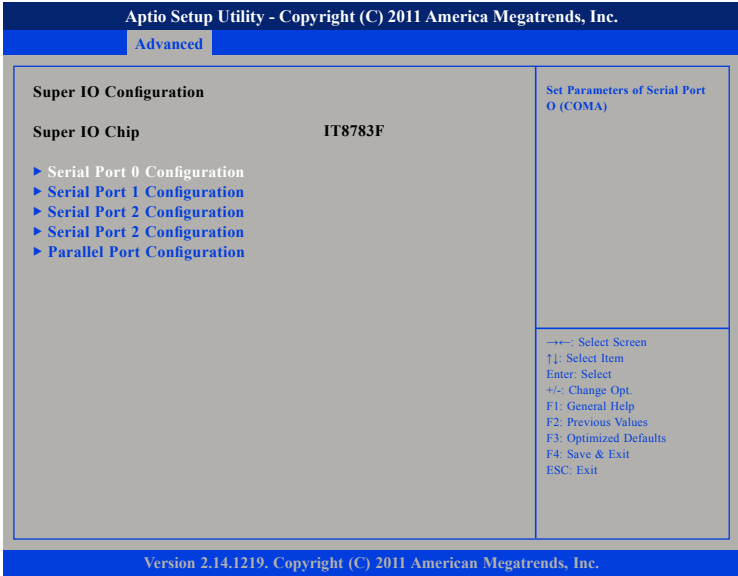 Aptio Setup Utility - Copyright (C) 2011 America Megatrends, Inc.
Advanced
Super IO Configuration
Super IO Chip IT8783F
▶ Serial Port 0 Configuration
▶ Serial Port 1 Configuration
▶ Serial Port 2 Configuration
▶ Serial Port 2 Configuration
▶ Parallel Port Configuration
Set Parameters of Serial Port
O (COMA)
→←: Select Screen
↑↓: Select Item
Enter: Select
+/-: Change Opt.
F1: General Help
F2: Previous Values
F3: Optimized Defaults
F4: Save & Exit
ESC: Exit
Version 2.14.1219. Copyright (C) 2011 American Megatrends, Inc.